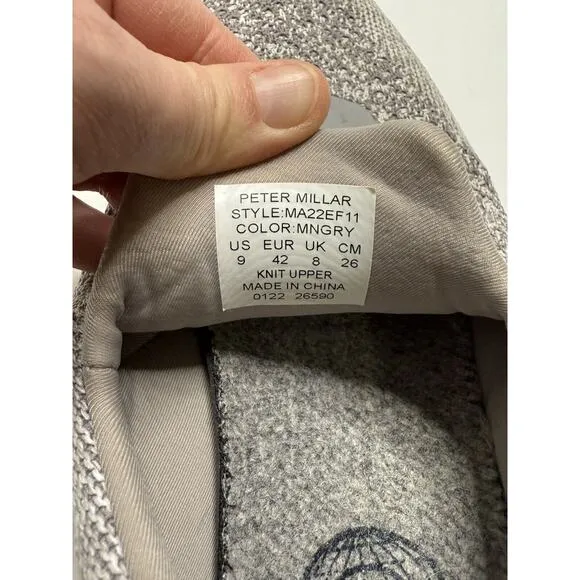 PETER MILLAR
STYLE:MA22EF11
COLOR:MNGRY
US EUR UK CM
9 42 8 26
KNIT UPPER
MADE IN CHINA
0122 26590